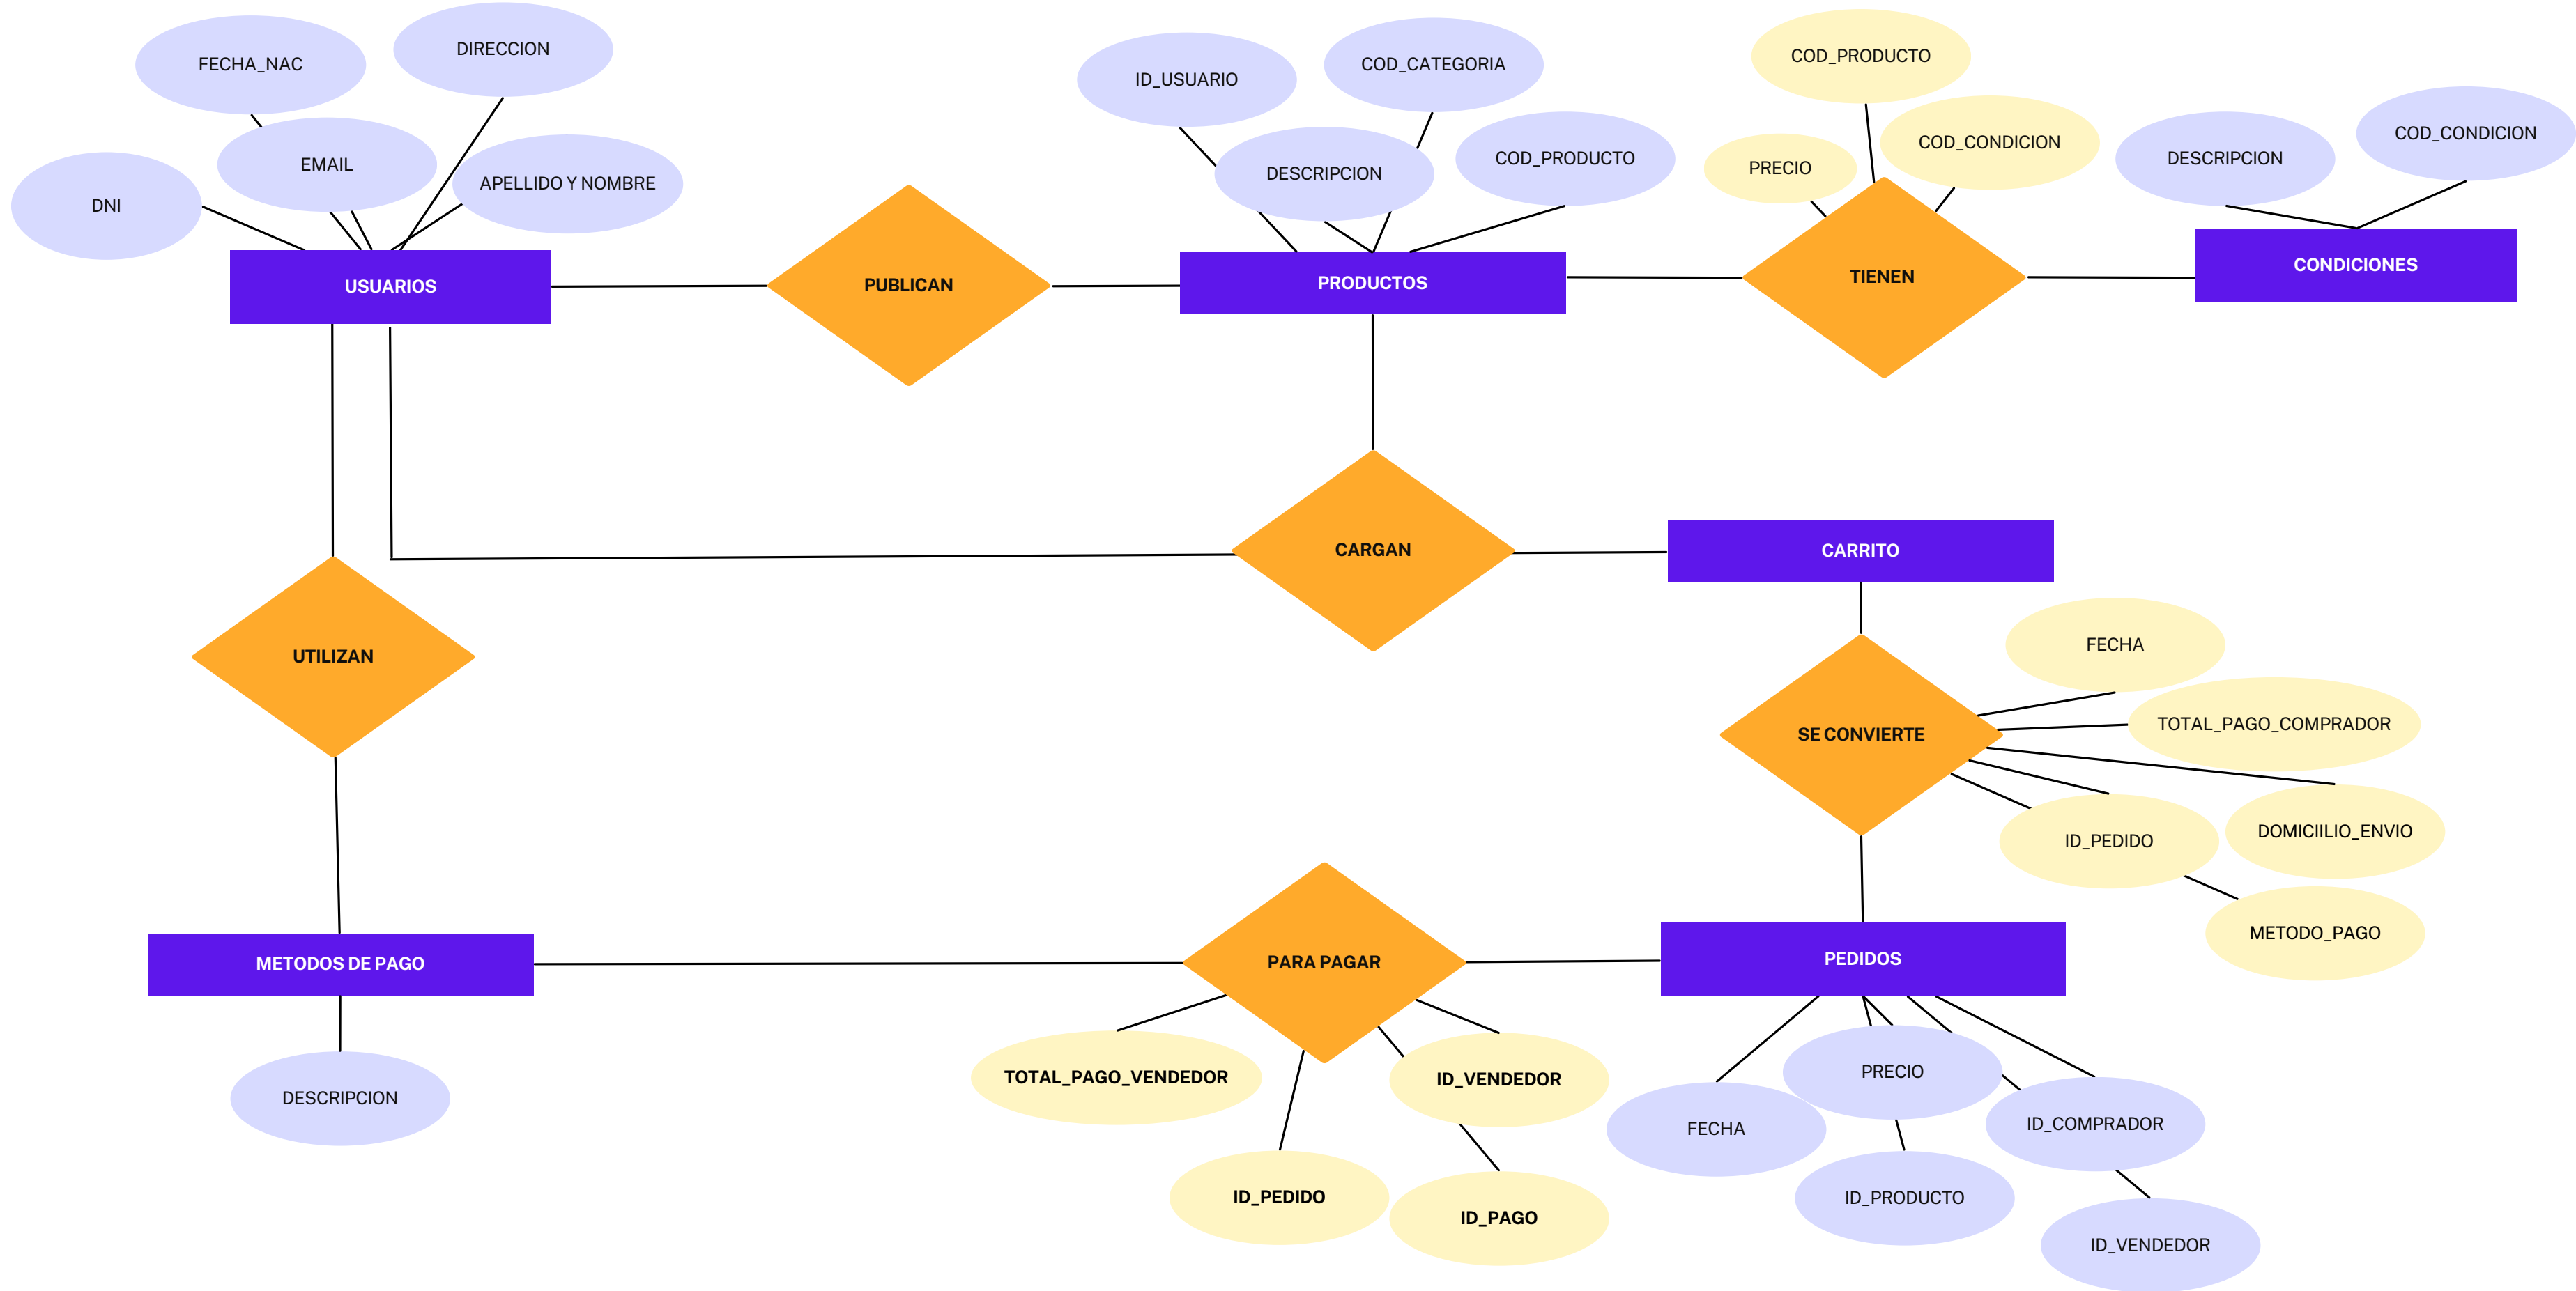 DIRECCION
FECHA_NAC
EMAIL
APELLIDO Y NOMBRE
DNI
USUARIOS
PUBLICAN
ID_USUARIO
COD_CATEGORIA
DESCRIPCION
COD_PRODUCTO
PRODUCTOS
COD_PRODUCTO
PRECIO
COD_CONDICION
TIENEN
DESCRIPCION
COD_CONDICION
CONDICIONES
CARGAN
CARRITO
UTILIZAN
SE CONVIERTE
FECHA
TOTAL_PAGO_COMPRADOR
DOMICIILIO_ENVIO
ID_PEDIDO
METODO_PAGO
METODOS DE PAGO
DESCRIPCION
PARA PAGAR
TOTAL_PAGO_VENDEDOR
ID_VENDEDOR
ID_PEDIDO
ID_PAGO
PEDIDOS
PRECIO
FECHA
ID_COMPRADOR
ID_PRODUCTO
ID_VENDEDOR